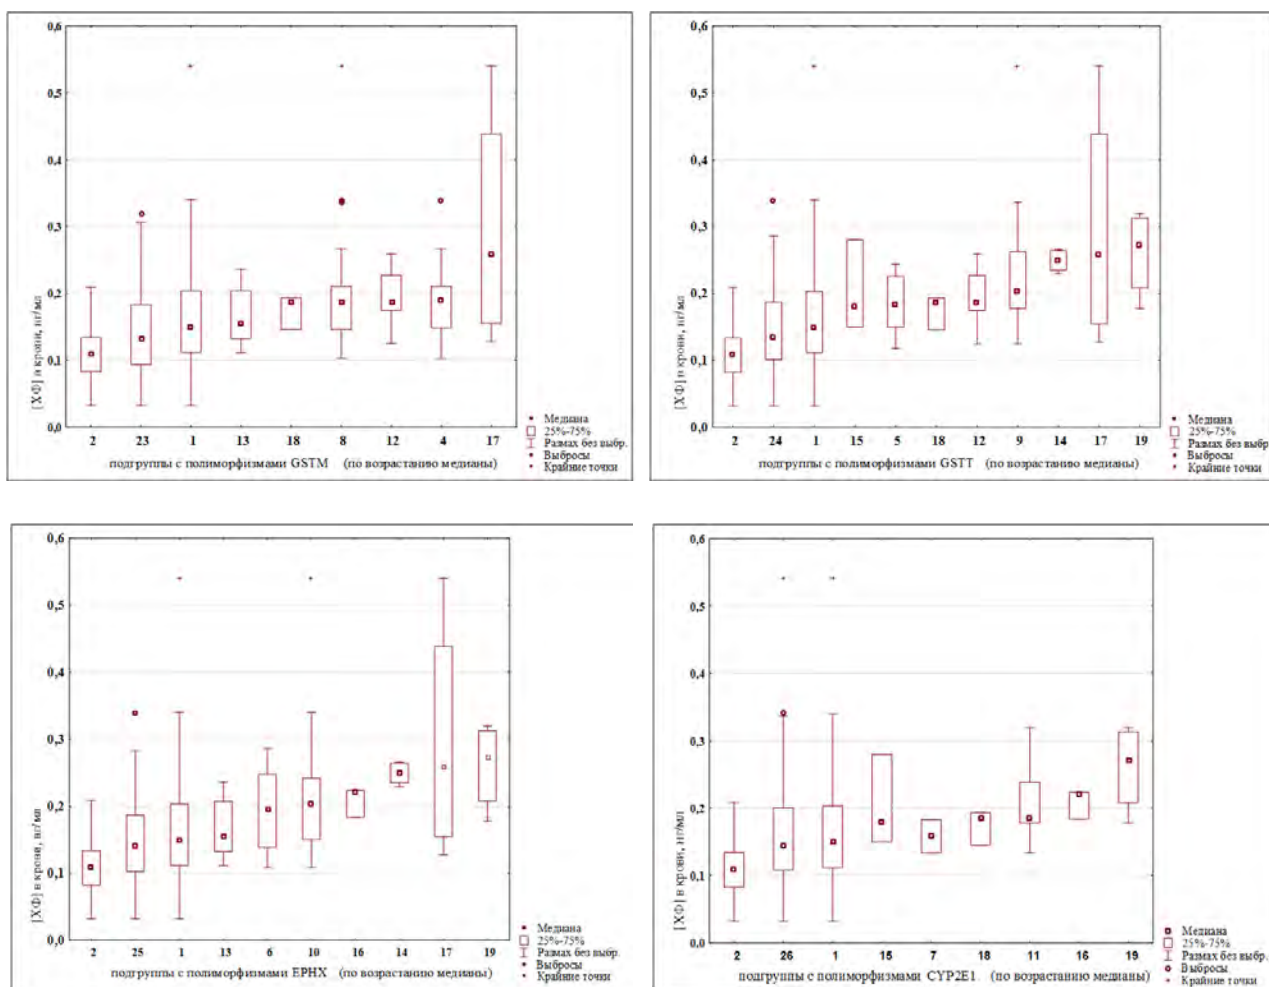 0,6
0,5
0,4
0,3
0,2
0,1
0,0
[ХФ] в крови, нг/мл
2 23 1 13 18 8 12 4 17
подгруппы с полиморфизмами GSTM (по возрастанию медианы)
Медиана
25%-75%
Размах без выбр.
Выбросы
Крайние точки
0,6
0,5
0,4
0,3
0,2
0,1
0,0
[ХФ] в крови, нг/мл
2 24 1 15 5 18 12 9 14 17 19
подгруппы с полиморфизмами GSTT (по возрастанию медианы)
Медиана
25%-75%
Размах без выбр.
Выбросы
Крайние точки
0,6
0,5
0,4
0,3
0,2
0,1
0,0
[ХФ] в крови, нг/мл
2 25 1 13 6 10 16 14 17 19
подгруппы с полиморфизмами EPHX (по возрастанию медианы)
Медиана
25%-75%
Размах без выбр.
Выбросы
Крайние точки
0,6
0,5
0,4
0,3
0,2
0,1
0,0
[ХФ] в крови, нг/мл
2 26 1 15 7 18 11 16 19
подгруппы с полиморфизмами CYP2E1. (по возрастанию медианы)
Медиана
25%-75%
Размах без выбр.
Выбросы
Крайние точки